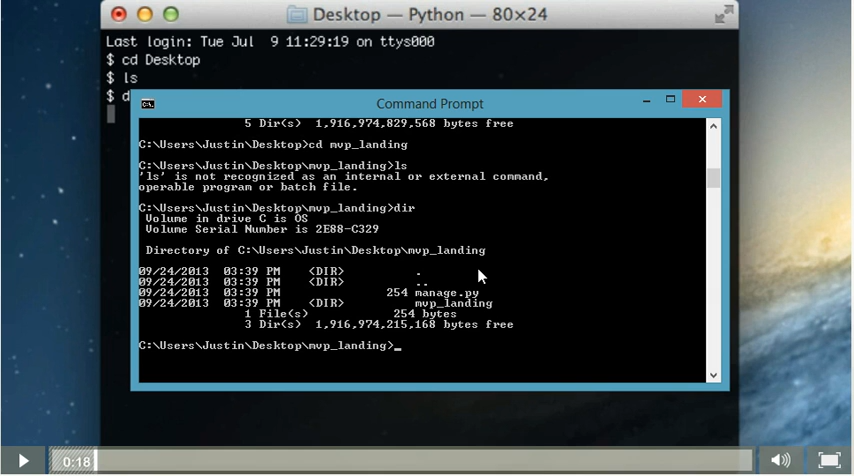 Desktop — Python — 80×24
Last login: Tue Jul  9 11:29:19 on ttys000
$ cd Desktop
$ ls
$ d
Command Prompt
5 Dir(s)  1,916,974,829,568 bytes free
C:\Users\Justin\Desktop>cd mvp_landing
C:\Users\Justin\Desktop\mvp_landing>ls
'ls' is not recognized as an internal or external command,
operable program or batch file.
C:\Users\Justin\Desktop\mvp_landing>dir
Volume in drive C is OS
Volume Serial Number is 2E88-C329
Directory of C:\Users\Justin\Desktop\mvp_landing
09/24/2013  03:39 PM    <DIR>          .
09/24/2013  03:39 PM    <DIR>          ..
09/24/2013  03:39 PM               254 manage.py
09/24/2013  03:39 PM    <DIR>          mvp_landing
1 File(s)            254 bytes
3 Dir(s)  1,916,974,215,168 bytes free
C:\Users\Justin\Desktop\mvp_landing>_
0:18